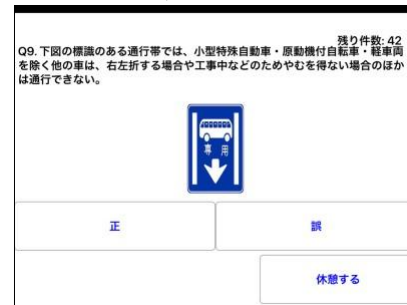 残り件数: 42
Q9. 下図の標識のある通行帯では、小型特殊自動車・原動機付自転車・軽車両
を除く他の車は、右左折する場合や工事中などのためやむを得ない場合のほか
は通行できない。
専用
正
誤
休憩する